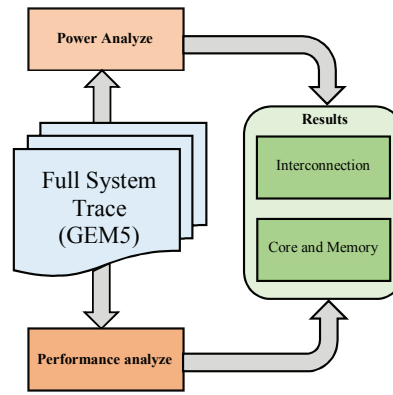 Power Analyze
Full System
Trace
(GEM5)
Performance analyze
Results
Interconnection
Core and Memory